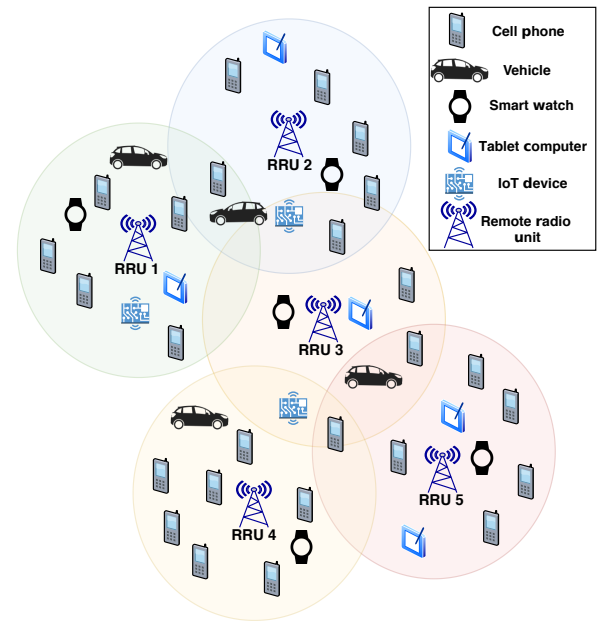 Cell phone
Vehicle
Smart watch
Tablet computer
IoT device
Remote radio
unit
RRU 2
RRU 1
RRU 3
RRU 5
RRU 4